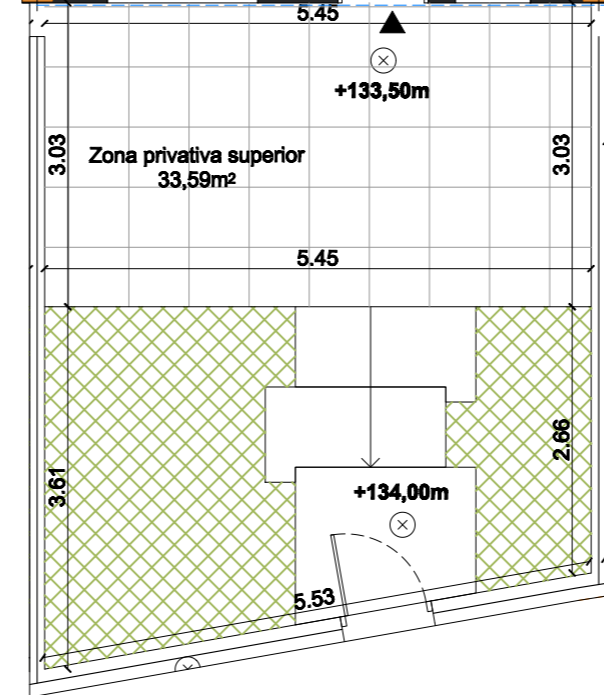 5.45
+133,50m
3.03
Zona privativa superior
33,59m²
3.03
5.45
3.61
2.66
+134,00m
5.53